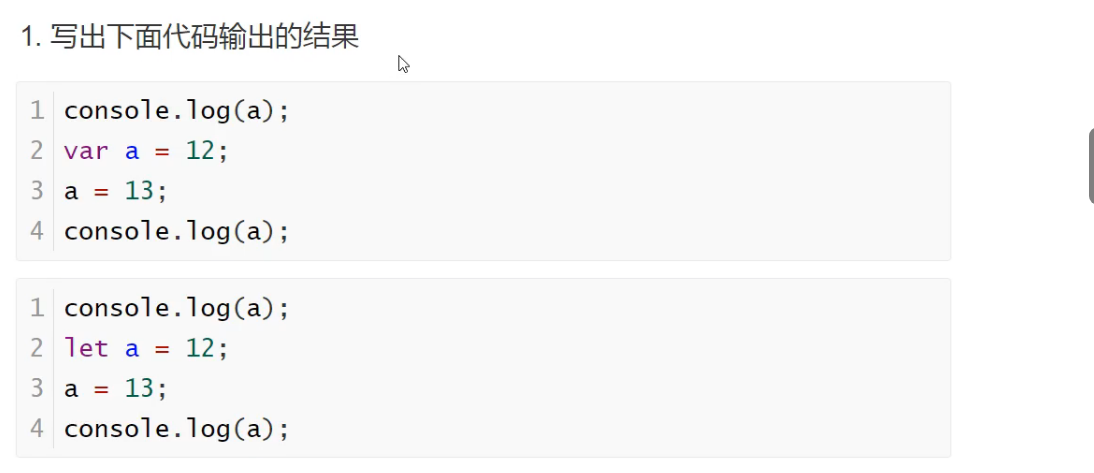 1. 写出下面代码输出的结果
1 console.log(a);
2 var a = 12;
3 a = 13;
4 console.log(a);
1 console.log(a);
2 let a = 12;
3 a = 13;
4 console.log(a);